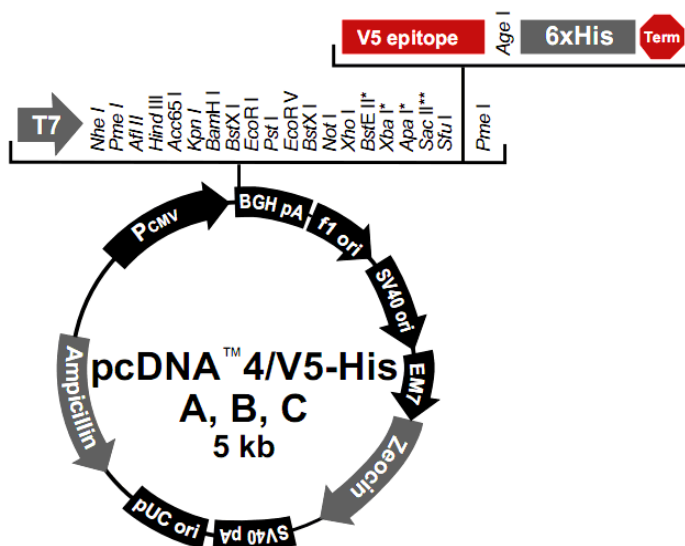 V5 epitope
Age I
6xHis
Term
T7
Nhe I
Pme I
Afl II
Hind III
Acc65 I
Kpn I
BamH I
BstX I
EcoR I
Pst I
EcoR V
BstX I
Not I
Xho I
BstE II*
Xba I*
Apa I*
Sac II**
Sfu I
Pme I
PCMV
BGH pA
f1 ori
SV40 ori
EM7
Zeocin
SV40 pA
pUC ori
Ampicillin
pcDNA™4/V5-His
A, B, C
5 kb